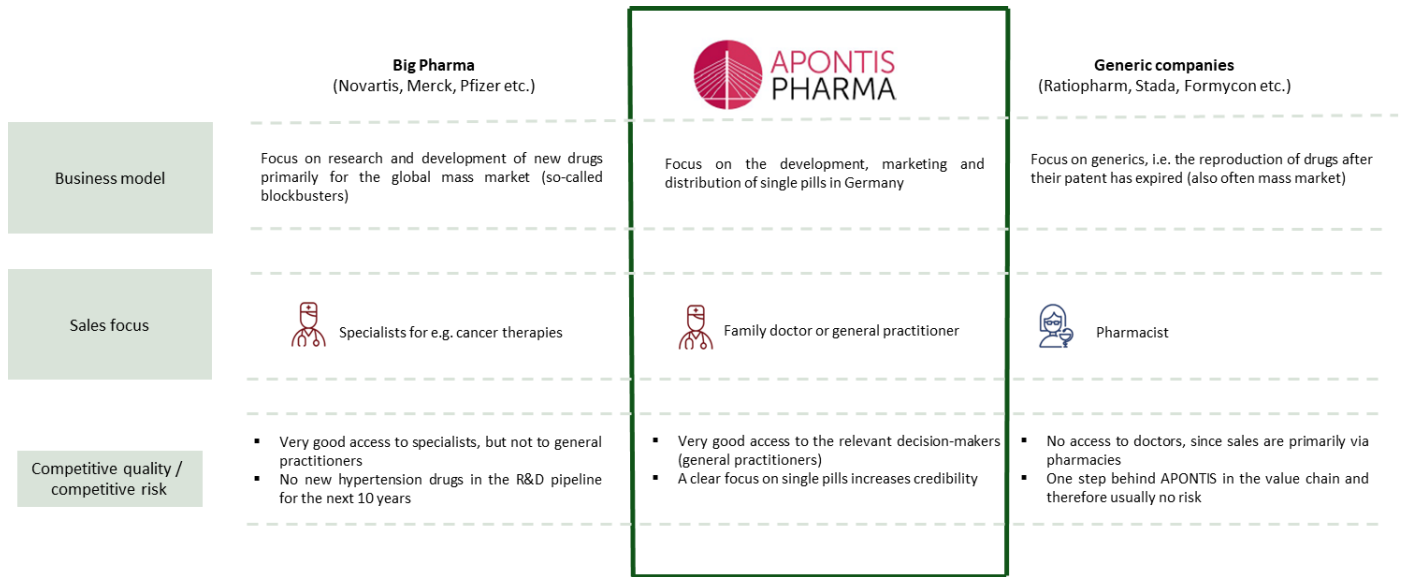 Big Pharma
(Novartis, Merck, Pfizer etc.)
APONTIS
PHARMA
Generic companies
(Ratiopharm, Stada, Formycon etc.)
Business model
Focus on research and development of new drugs
primarily for the global mass market (so-called
blockbusters)
Focus on the development, marketing and
distribution of single pills in Germany
Focus on generics, i.e. the reproduction of drugs after
their patent has expired (also often mass market)
Sales focus
Specialists for e.g. cancer therapies
Family doctor or general practitioner
Pharmacist
Competitive quality /
competitive risk
▪ Very good access to specialists, but not to general
practitioners
▪ No new hypertension drugs in the R&D pipeline
for the next 10 years
▪ Very good access to the relevant decision-makers
(general practitioners)
▪ A clear focus on single pills increases credibility
▪ No access to doctors, since sales are primarily via
pharmacies
▪ One step behind APONTIS in the value chain and
therefore usually no risk